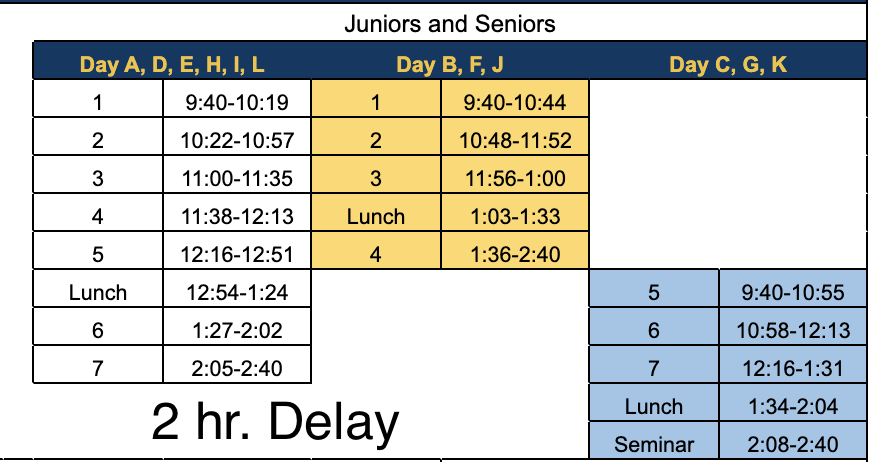 Juniors and Seniors
Day A, D, E, H, I, L Day B, F, J Day C, G, K
1 9:40-10:19 1 9:40-10:44
2 10:22-10:57 2 10:48-11:52
3 11:00-11:35 3 11:56-1:00
4 11:38-12:13 Lunch 1:03-1:33
5 12:16-12:51 4 1:36-2:40
Lunch 12:54-1:24 5 9:40-10:55
6 1:27-2:02 6 10:58-12:13
7 2:05-2:40 7 12:16-1:31
2 hr. Delay Lunch 1:34-2:04
Seminar 2:08-2:40